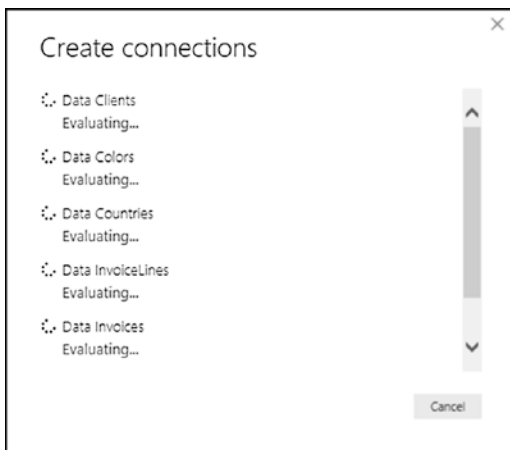 Create connections
Data Clients
Evaluating...
Data Colors
Evaluating...
Data Countries
Evaluating...
Data InvoiceLines
Evaluating...
Data Invoices
Evaluating...
Cancel